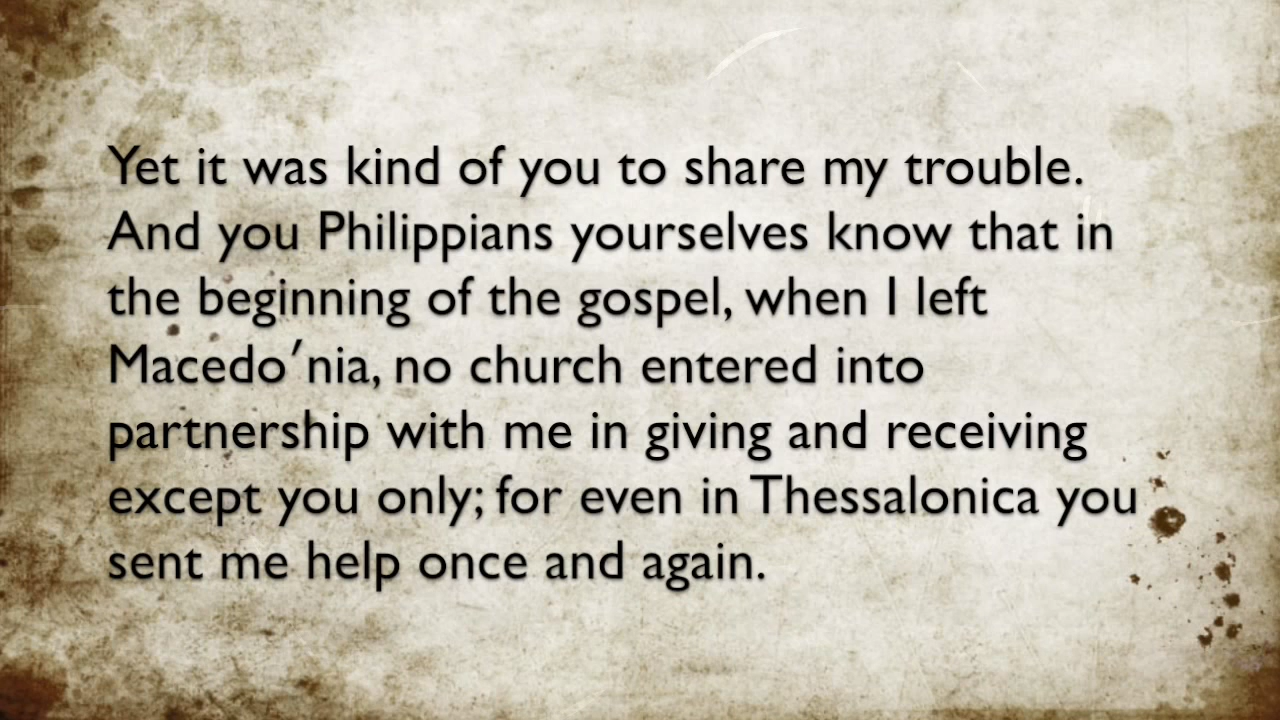 Yet it was kind of you to share my trouble.
And you Philippians yourselves know that in
the beginning of the gospel, when I left
Macedo′nia, no church entered into
partnership with me in giving and receiving
except you only; for even in Thessalonica you
sent me help once and again.